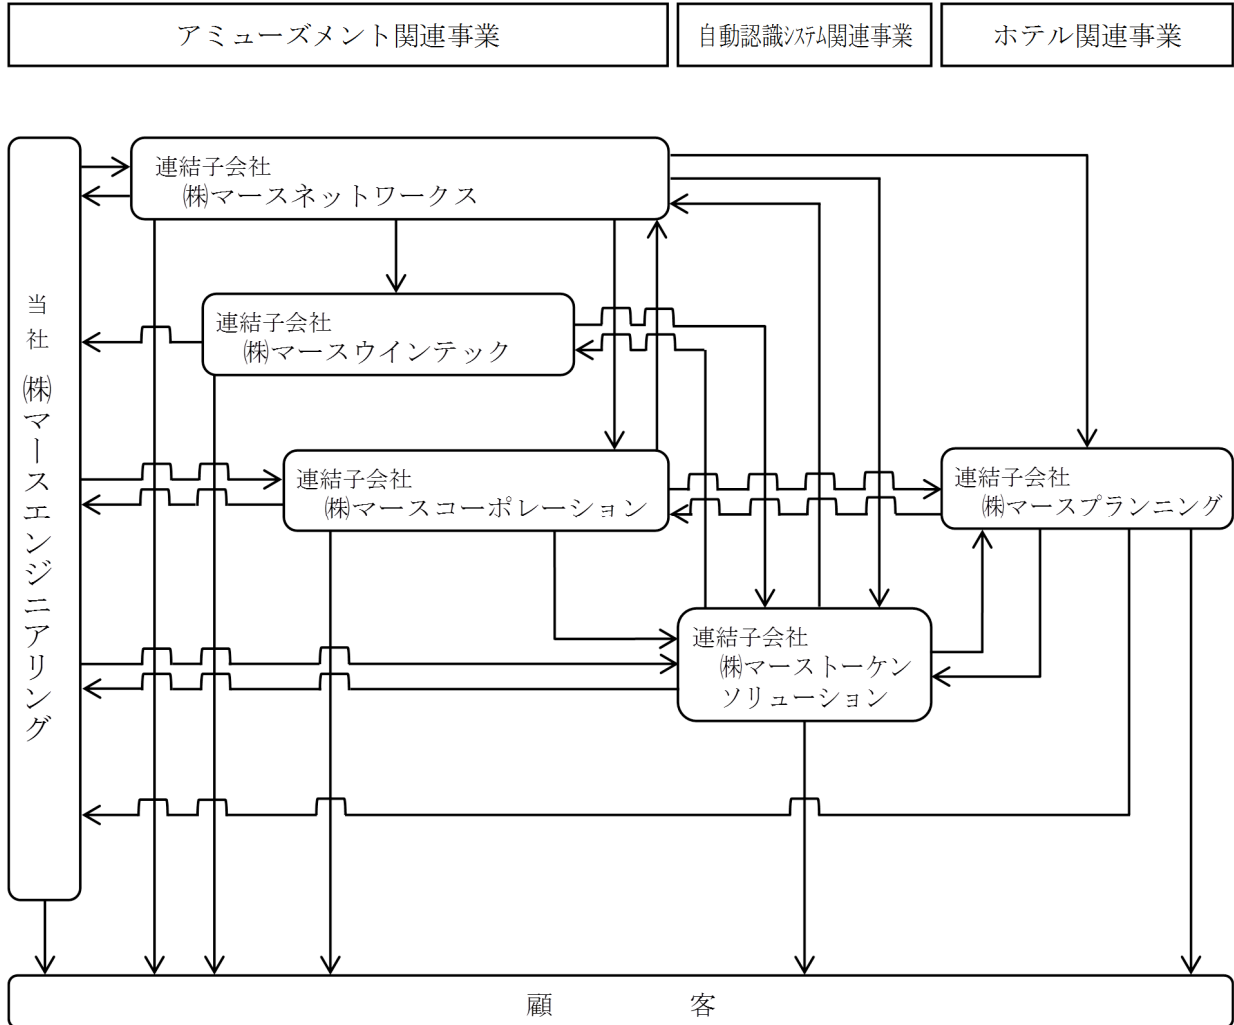 アミューズメント関連事業
自動認識システム関連事業
ホテル関連事業
当社 ㈱マースエンジニアリング
連結子会社
㈱マースネットワークス
連結子会社
㈱マースウインテック
連結子会社
㈱マースコーポレーション
連結子会社
㈱マースプランニング
連結子会社
㈱マーストーケン
ソリューション
顧客